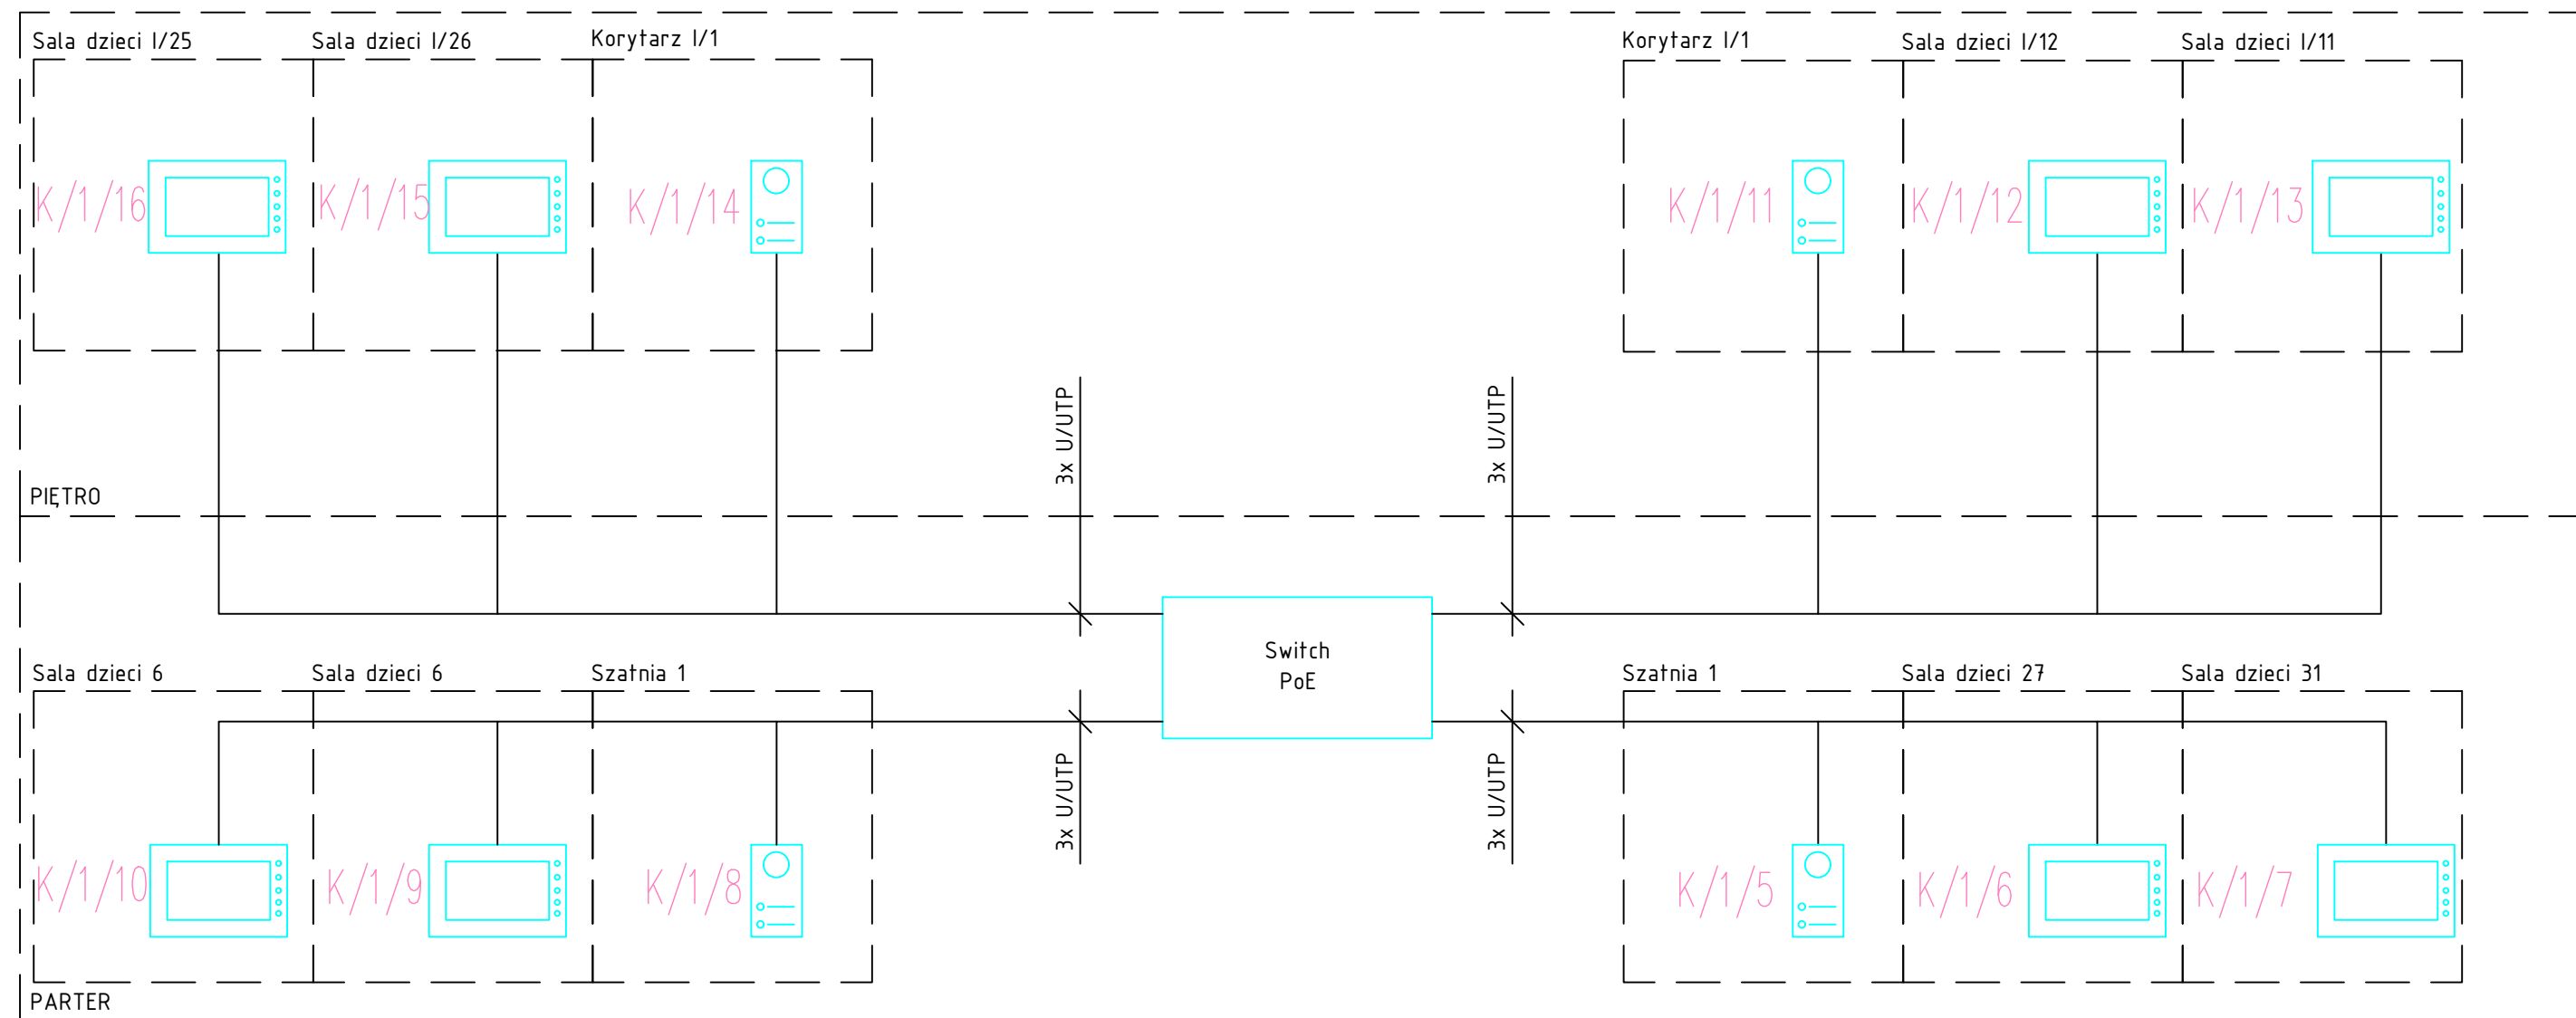 Sala dzieci I/25
Sala dzieci I/26
Korytarz I/1
Korytarz I/1
Sala dzieci I/12
Sala dzieci I/11
K/1/16
K/1/15
K/1/14
K/1/11
K/1/12
K/1/13
3x U/UTP
3x U/UTP
PIĘTRO
Switch
PoE
Sala dzieci 6
Sala dzieci 6
Szatnia 1
Szatnia 1
Sala dzieci 27
Sala dzieci 31
3x U/UTP
3x U/UTP
K/1/10
K/1/9
K/1/8
K/1/5
K/1/6
K/1/7
PARTER